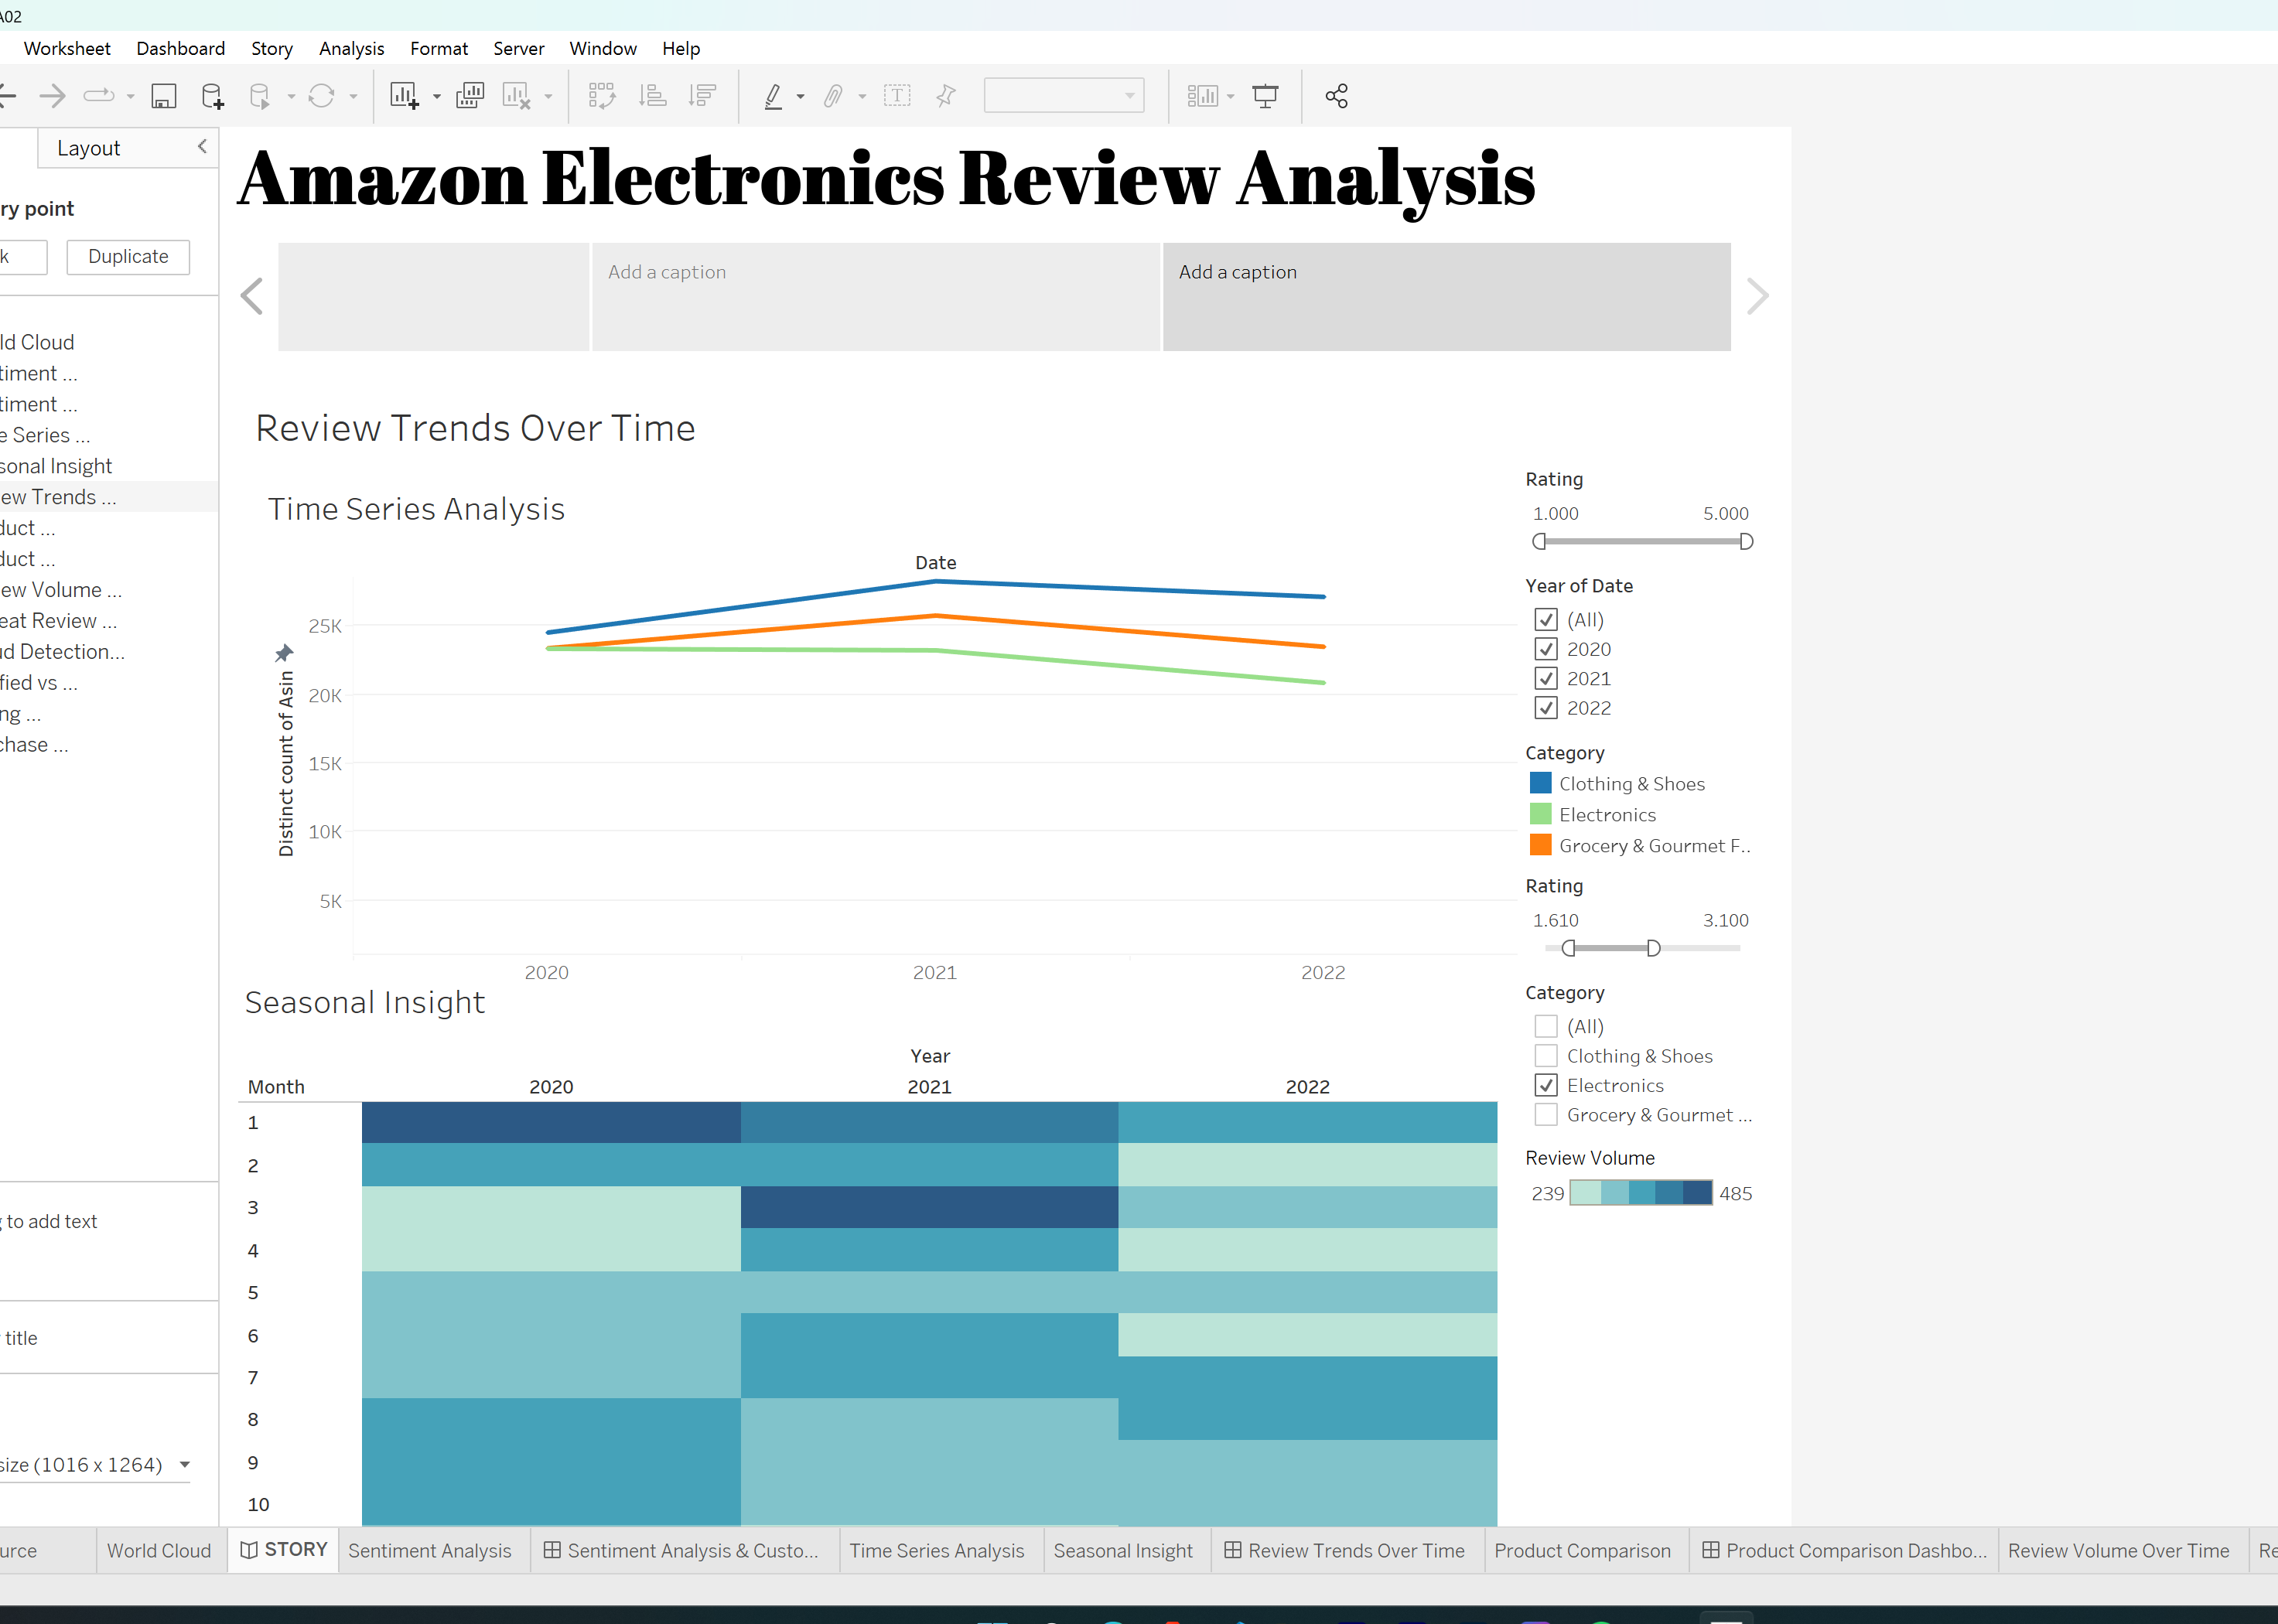 A02
Worksheet Dashboard Story Analysis Format Server Window Help
Layout
ry point
k Duplicate
ld Cloud
timent ...
timent ...
e Series ...
sonal Insight
ew Trends ...
duct ...
duct ...
ew Volume ...
eat Review ...
ud Detection...
fied vs ...
ng ...
chase ...
to add text
title
size (1016 x 1264)
Amazon Electronics Review Analysis
Add a caption
Add a caption
Review Trends Over Time
Time Series Analysis
Date
Distinct count of Asin
25K
20K
15K
10K
5K
2020 2021 2022
Rating
1.000 5.000
Year of Date
(All)
2020
2021
2022
Category
Clothing & Shoes
Electronics
Grocery & Gourmet F..
Rating
1.610 3.100
Category
(All)
Clothing & Shoes
Electronics
Grocery & Gourmet ...
Review Volume
239 485
Seasonal Insight
Year
Month 2020 2021 2022
1
2
3
4
5
6
7
8
9
10
urce World Cloud STORY Sentiment Analysis Sentiment Analysis & Custo... Time Series Analysis Seasonal Insight Review Trends Over Time Product Comparison Product Comparison Dashbo... Review Volume Over Time Re